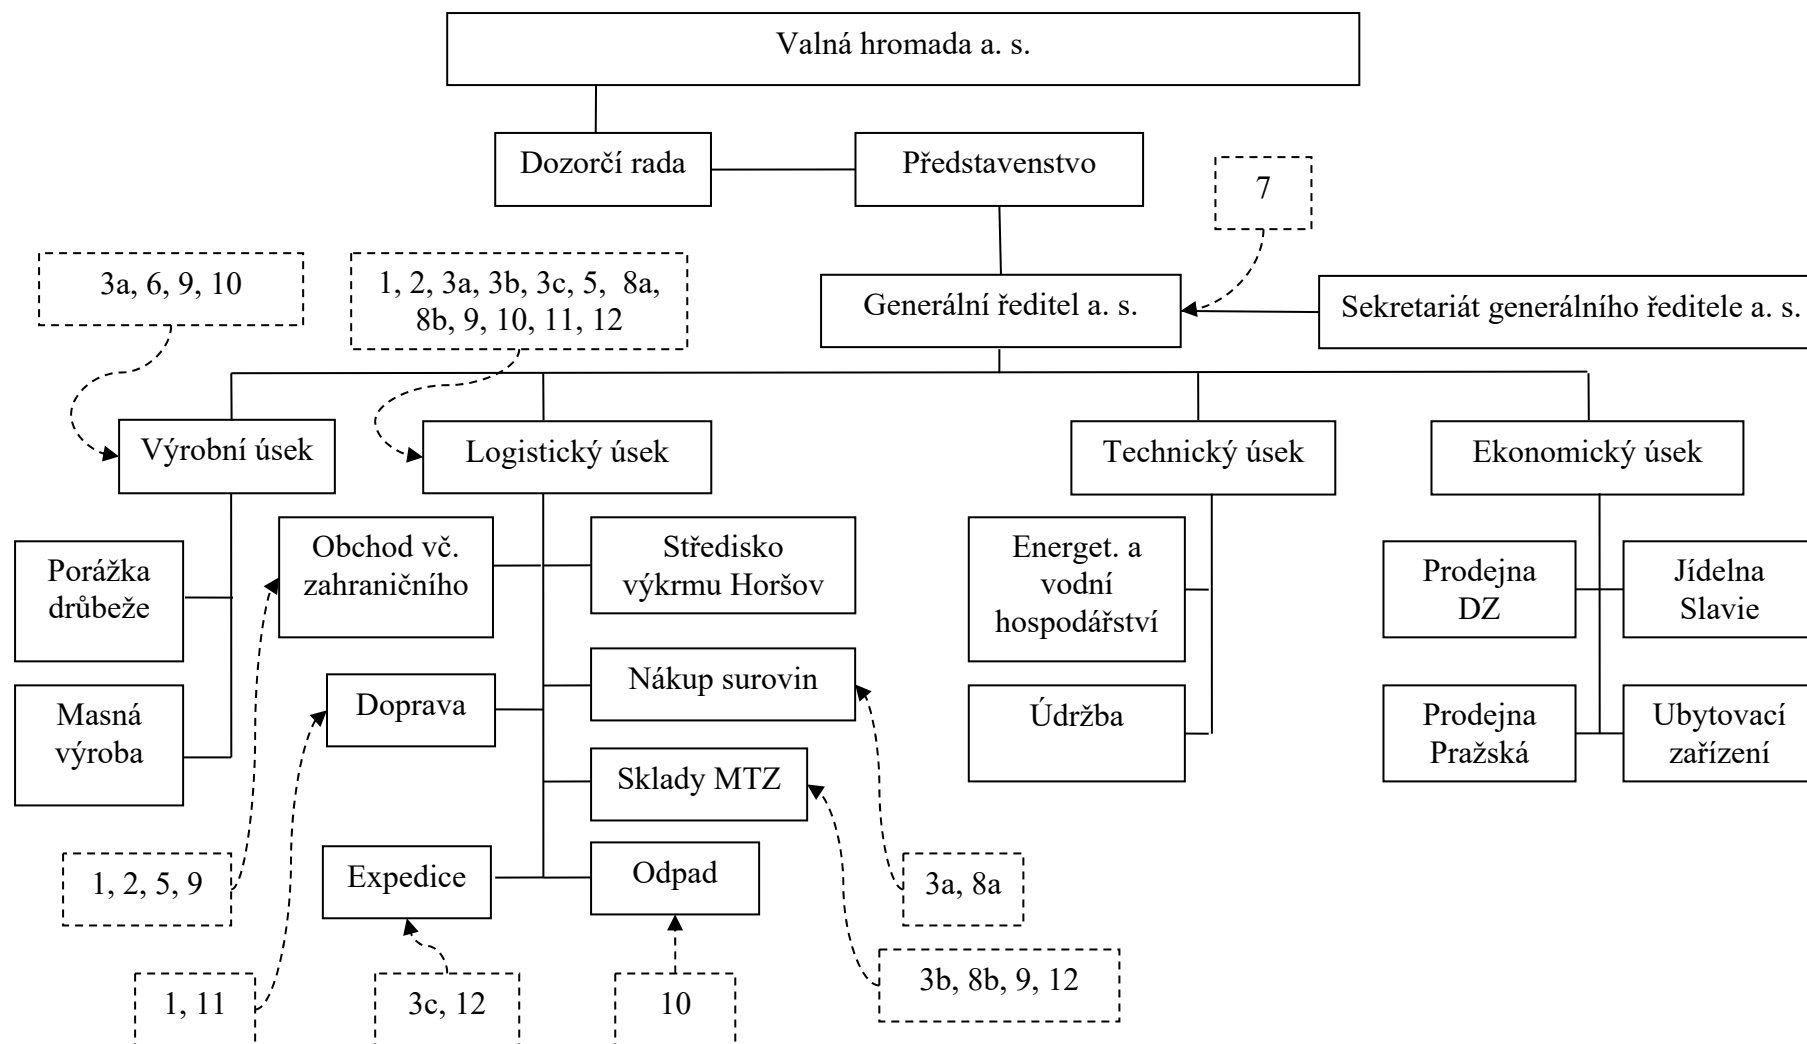 Valná hromada a. s.
Dozorčí rada
Představenstvo
7
3a, 6, 9, 10
1, 2, 3a, 3b, 3c, 5,  8a,
8b, 9, 10, 11, 12
Generální ředitel a. s.
Sekretariát generálního ředitele a. s.
Výrobní úsek
Logistický úsek
Technický úsek
Ekonomický úsek
Porážka
drůbeže
Obchod vč.
zahraničního
Středisko
výkrmu Horšov
Energet. a
vodní
hospodářství
Prodejna
DZ
Jídelna
Slavie
Masná
výroba
Doprava
Nákup surovin
Údržba
Prodejna
Pražská
Ubytovací
zařízení
Sklady MTZ
1, 2, 5, 9
Expedice
Odpad
3a, 8a
1, 11
3c, 12
10
3b, 8b, 9, 12